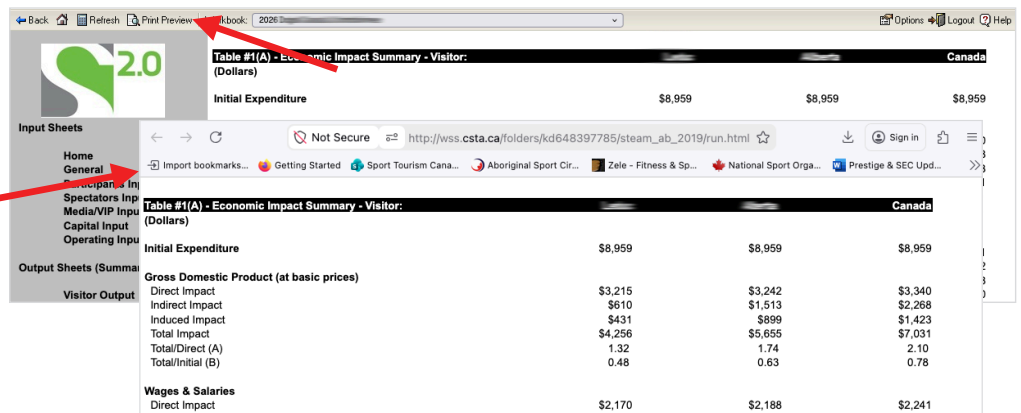 Back Refresh Print Preview kbook: 2026 Options Logout Help
2.0
Table #1(A) - Economic Impact Summary - Visitor: Canada
(Dollars)
Initial Expenditure $8,959 $8,959 $8,959
Input Sheets
Home
General
Participants Inp
Spectators Inp
Media/VIP Inpu
Capital Input
Operating Inpu
Output Sheets (Summa
Visitor Output
Not Secure http://wss.csta.ca/folders/kd648397785/steam_ab_2019/run.html Sign in
Import bookmarks... Getting Started Sport Tourism Cana... Aboriginal Sport Cir... Zele - Fitness & Sp... National Sport Orga... Prestige & SEC Upd...
Table #1(A) - Economic Impact Summary - Visitor: Canada
(Dollars)
Initial Expenditure $8,959 $8,959 $8,959
Gross Domestic Product (at basic prices)
Direct Impact $3,215 $3,242 $3,340
Indirect Impact $610 $1,513 $2,268
Induced Impact $431 $899 $1,423
Total Impact $4,256 $5,655 $7,031
Total/Direct (A) 1.32 1.74 2.10
Total/Initial (B) 0.48 0.63 0.78
Wages & Salaries
Direct Impact $2,170 $2,188 $2,241